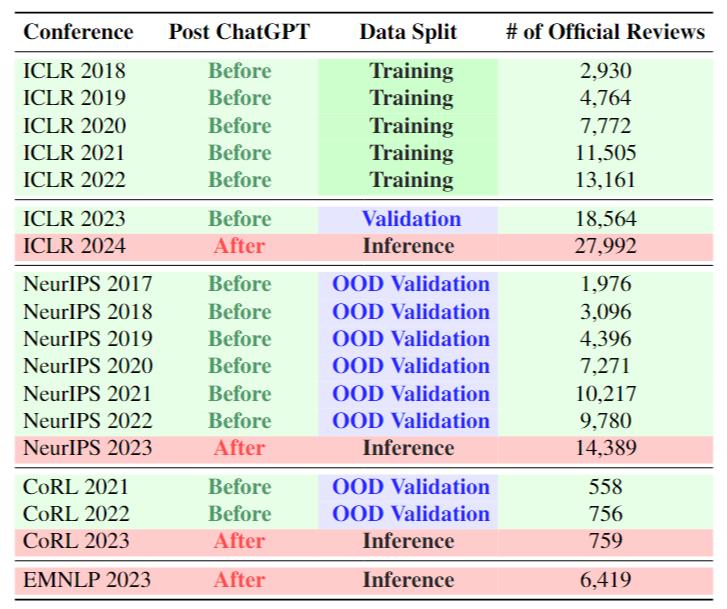 Conference Post ChatGPT Data Split # of Official Reviews
ICLR 2018 Before Training 2,930
ICLR 2019 Before Training 4,764
ICLR 2020 Before Training 7,772
ICLR 2021 Before Training 11,505
ICLR 2022 Before Training 13,161
ICLR 2023 Before Validation 18,564
ICLR 2024 After Inference 27,992
NeurIPS 2017 Before OOD Validation 1,976
NeurIPS 2018 Before OOD Validation 3,096
NeurIPS 2019 Before OOD Validation 4,396
NeurIPS 2020 Before OOD Validation 7,271
NeurIPS 2021 Before OOD Validation 10,217
NeurIPS 2022 Before OOD Validation 9,780
NeurIPS 2023 After Inference 14,389
CoRL 2021 Before OOD Validation 558
CoRL 2022 Before OOD Validation 756
CoRL 2023 After Inference 759
EMNLP 2023 After Inference 6,419